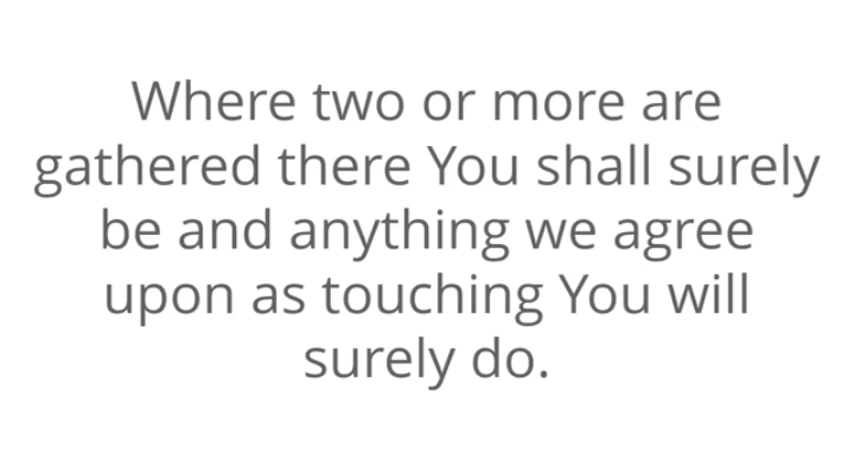 Where two or more are
gathered there You shall surely
be and anything we agree
upon as touching You will
surely do.